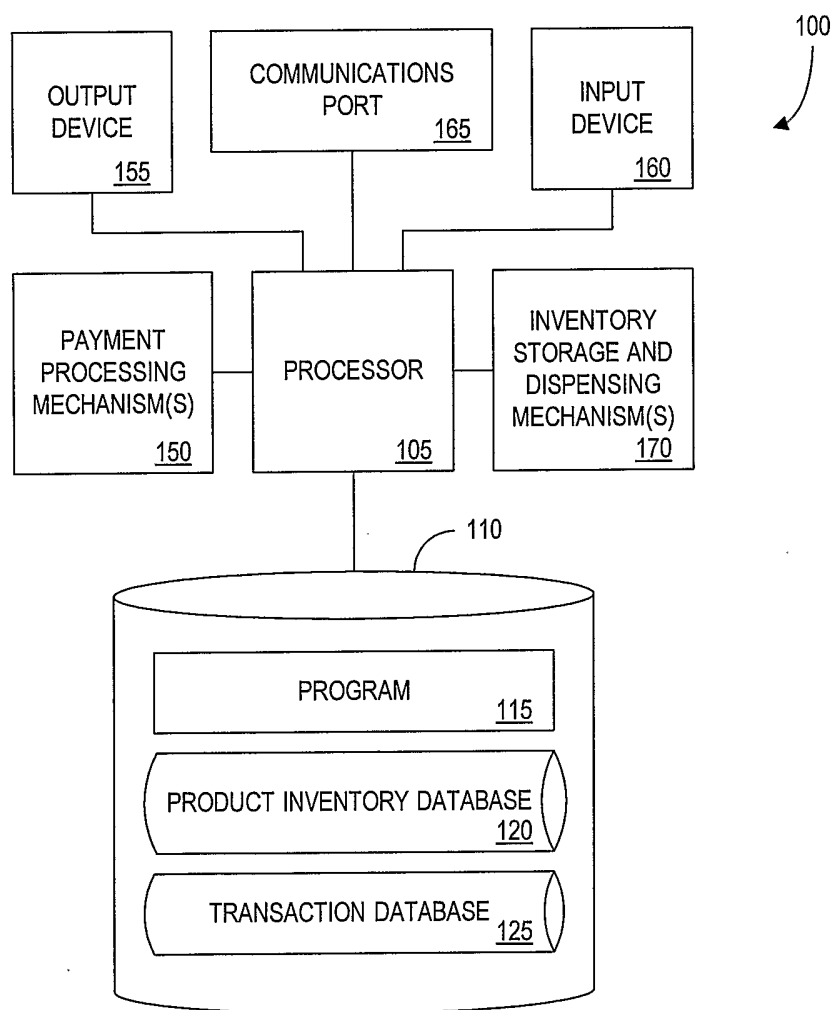 100
OUTPUT
DEVICE
155
COMMUNICATIONS
PORT
165
INPUT
DEVICE
160
PAYMENT
PROCESSING
MECHANISM(S)
150
PROCESSOR
105
INVENTORY
STORAGE AND
DISPENSING
MECHANISM(S)
170
110
PROGRAM
115
PRODUCT INVENTORY DATABASE
120
TRANSACTION DATABASE
125